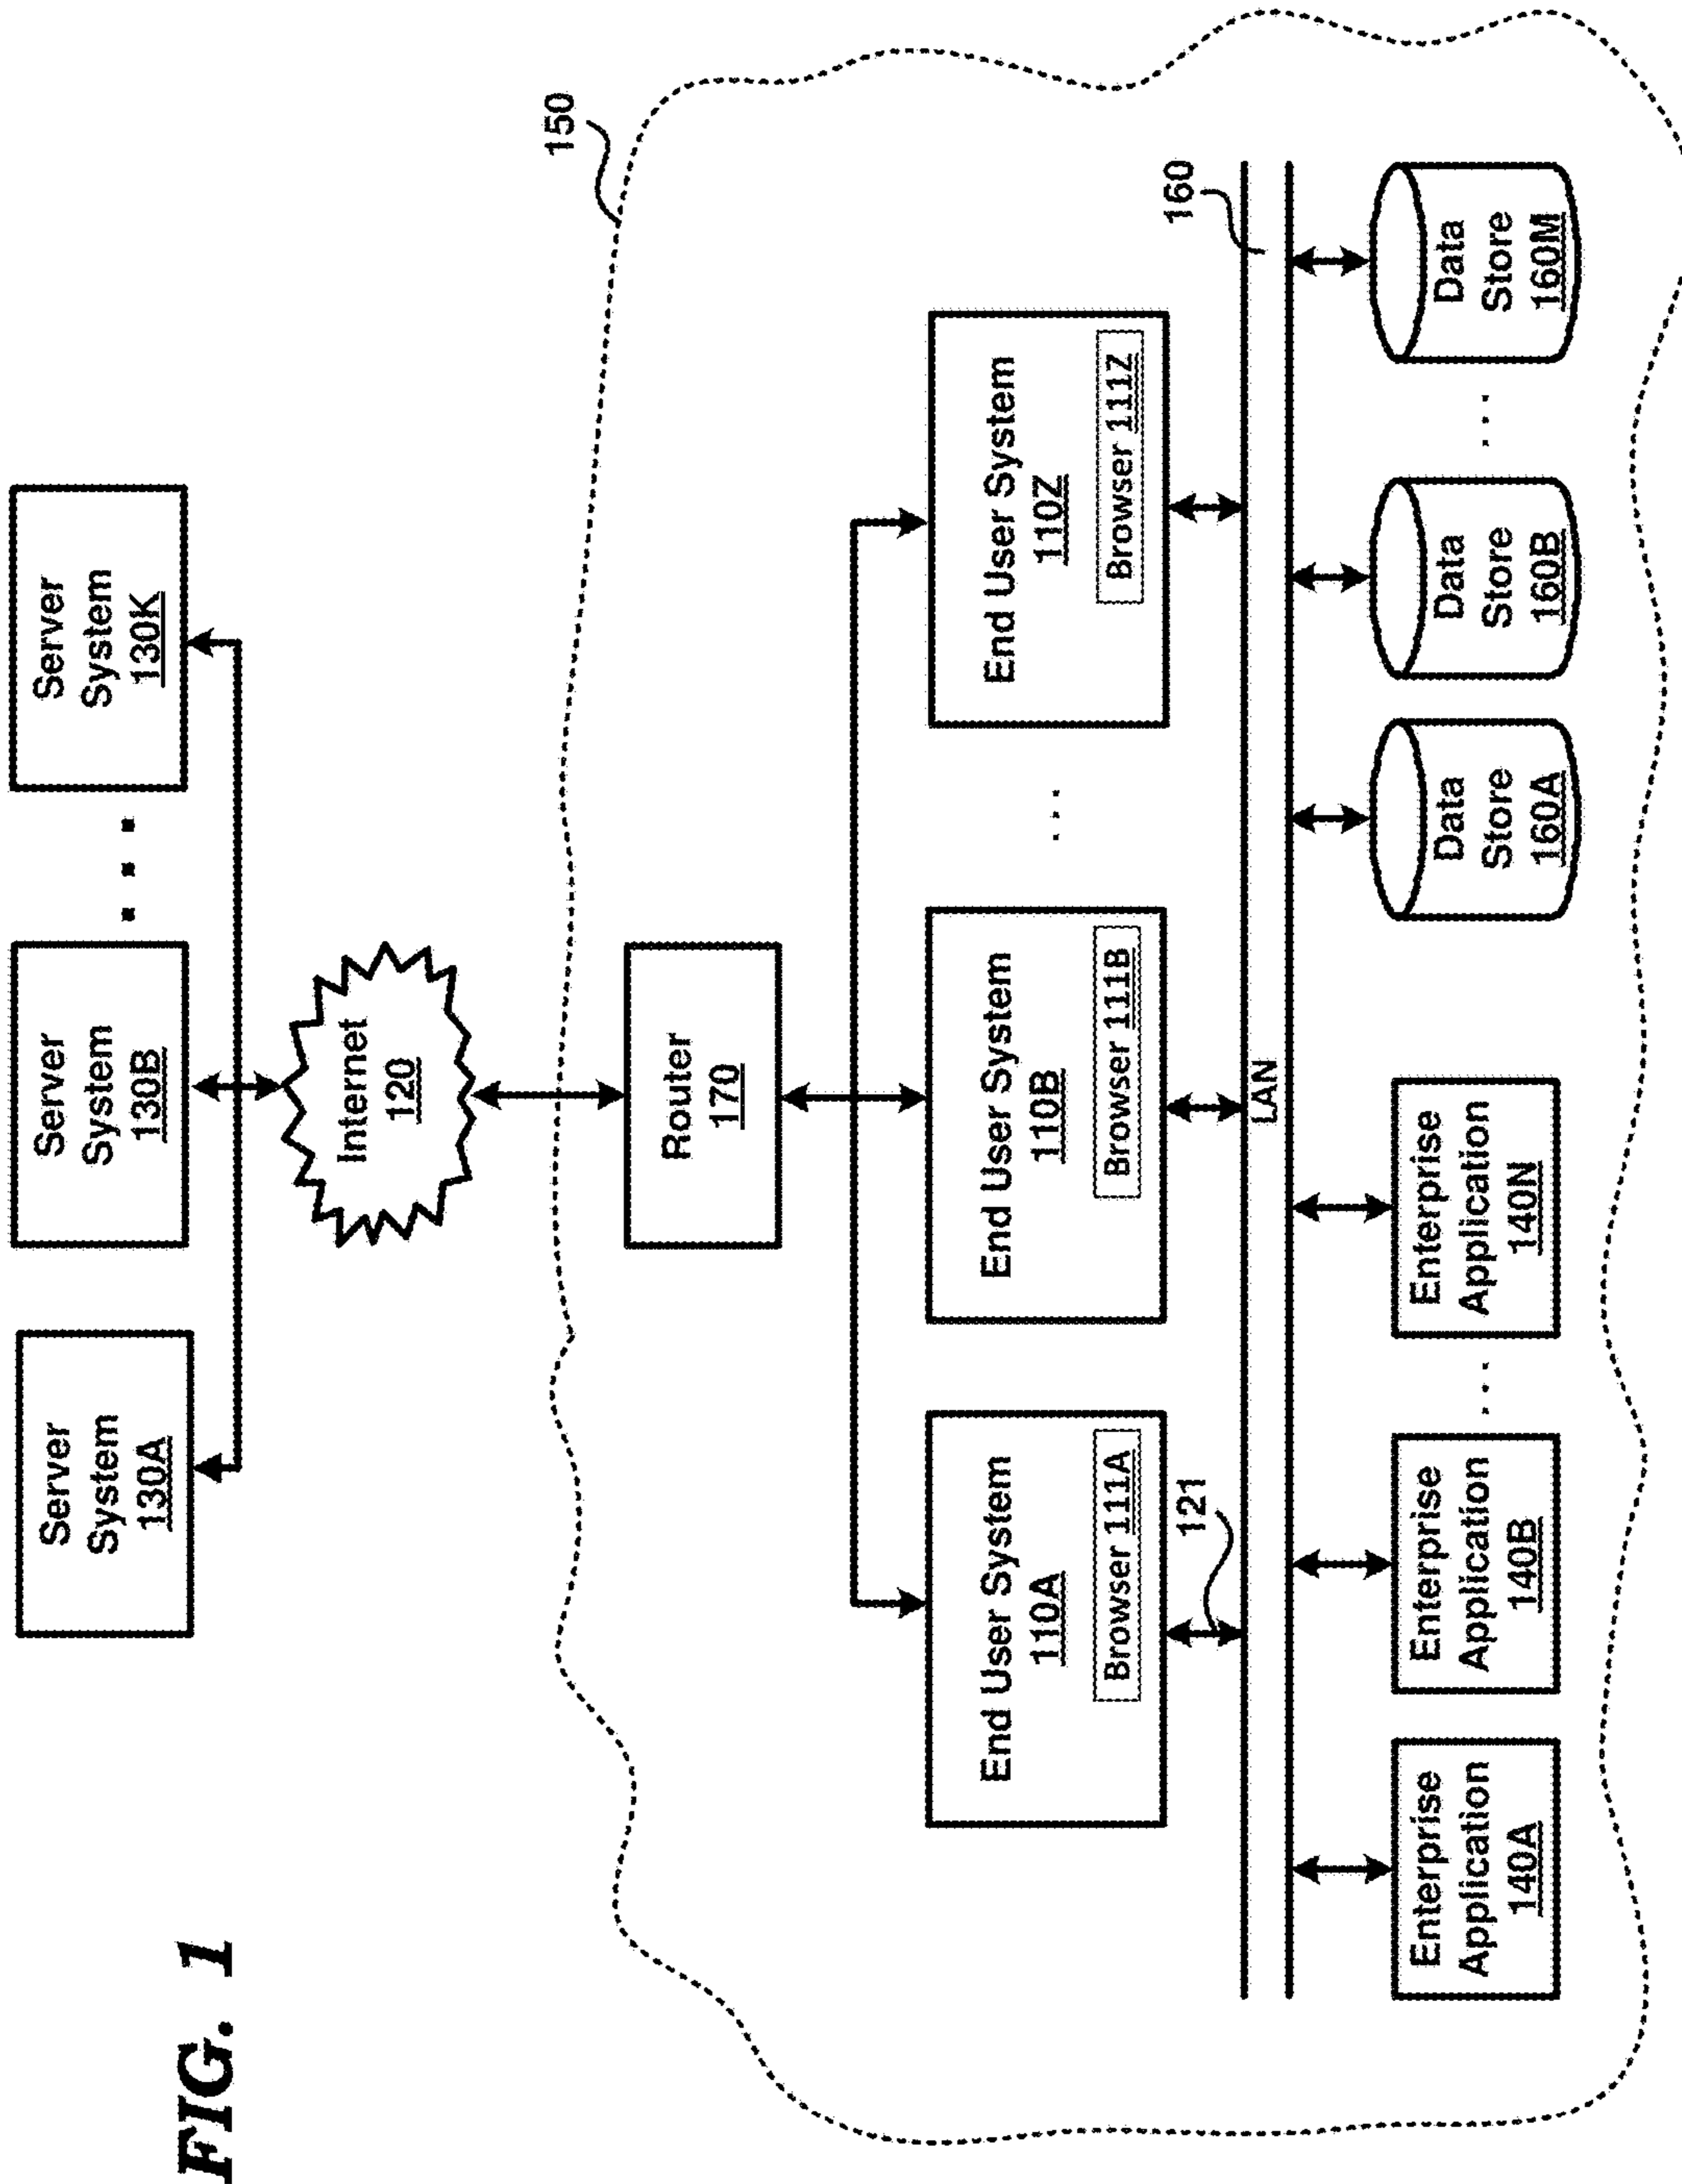 FIG. 1
Server
System
130A
Server
System
130B
. . .
Server
System
130K
Internet
120
150
Router
170
End User System
110A
Browser 111A
End User System
110B
Browser 111B
. . .
End User System
110Z
Browser 111Z
121
160
LAN
Enterprise
Application
140A
Enterprise
Application
140B
. . .
Enterprise
Application
140N
Data
Store
160A
Data
Store
160B
. . .
Data
Store
160M